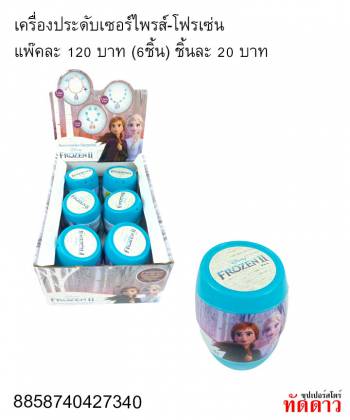 เครื่องประดับเซอร์ไพรส์-โฟรเซ่น
แพ๊คละ 120 บาท (6ชิ้น) ชิ้นละ 20 บาท
Disney
FROZEN II
Disney
FROZEN II
8858740427340
ซุปเปอร์สโตร์
ทัดดาว